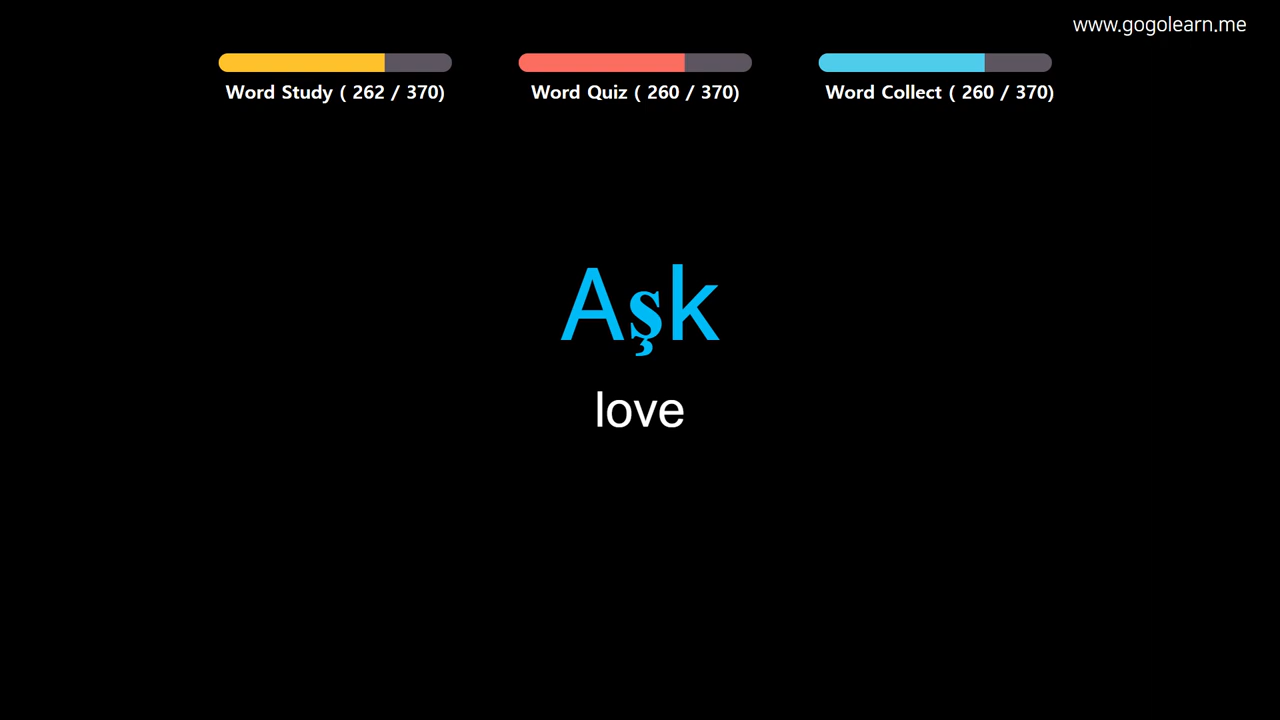 www.gogolearn.me
Word Study ( 262 / 370)
Word Quiz ( 260 / 370)
Word Collect ( 260 / 370)
Aşk
love